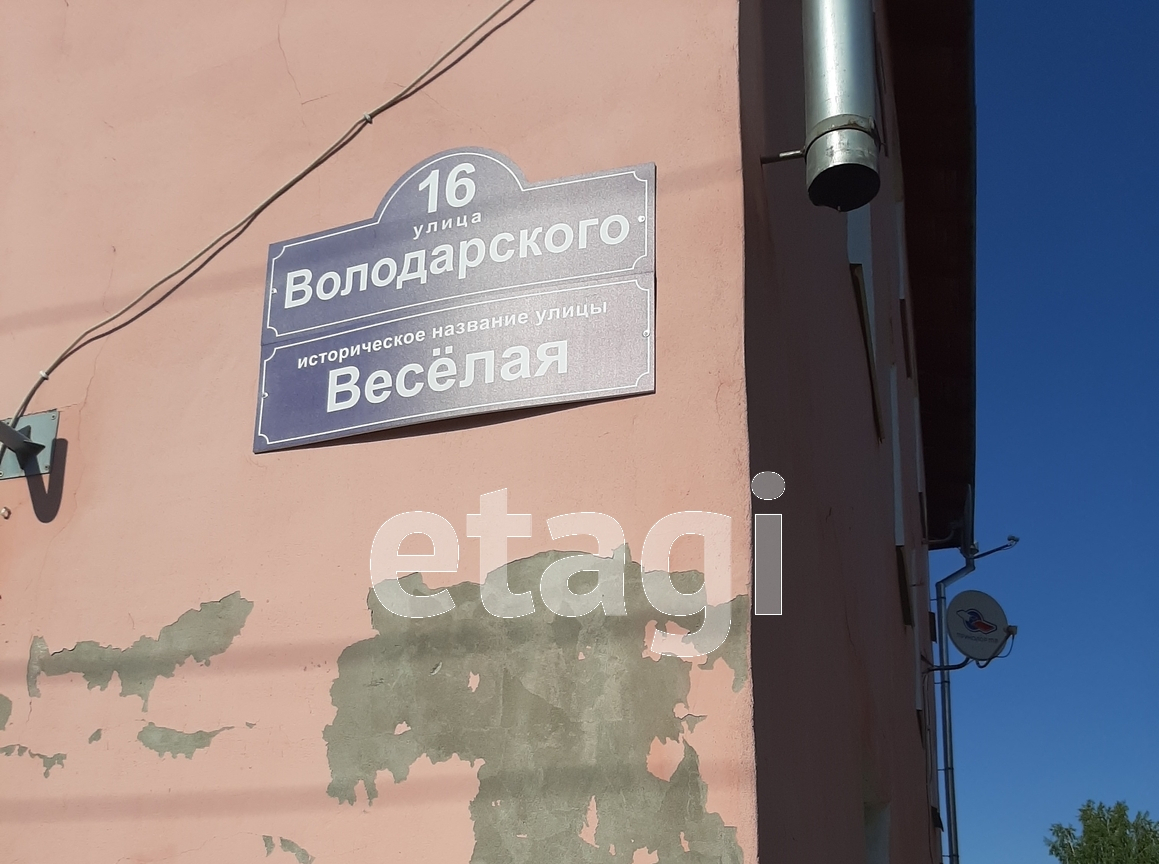 16
улица
Володарского
историческое название улицы
Весёлая
etagi